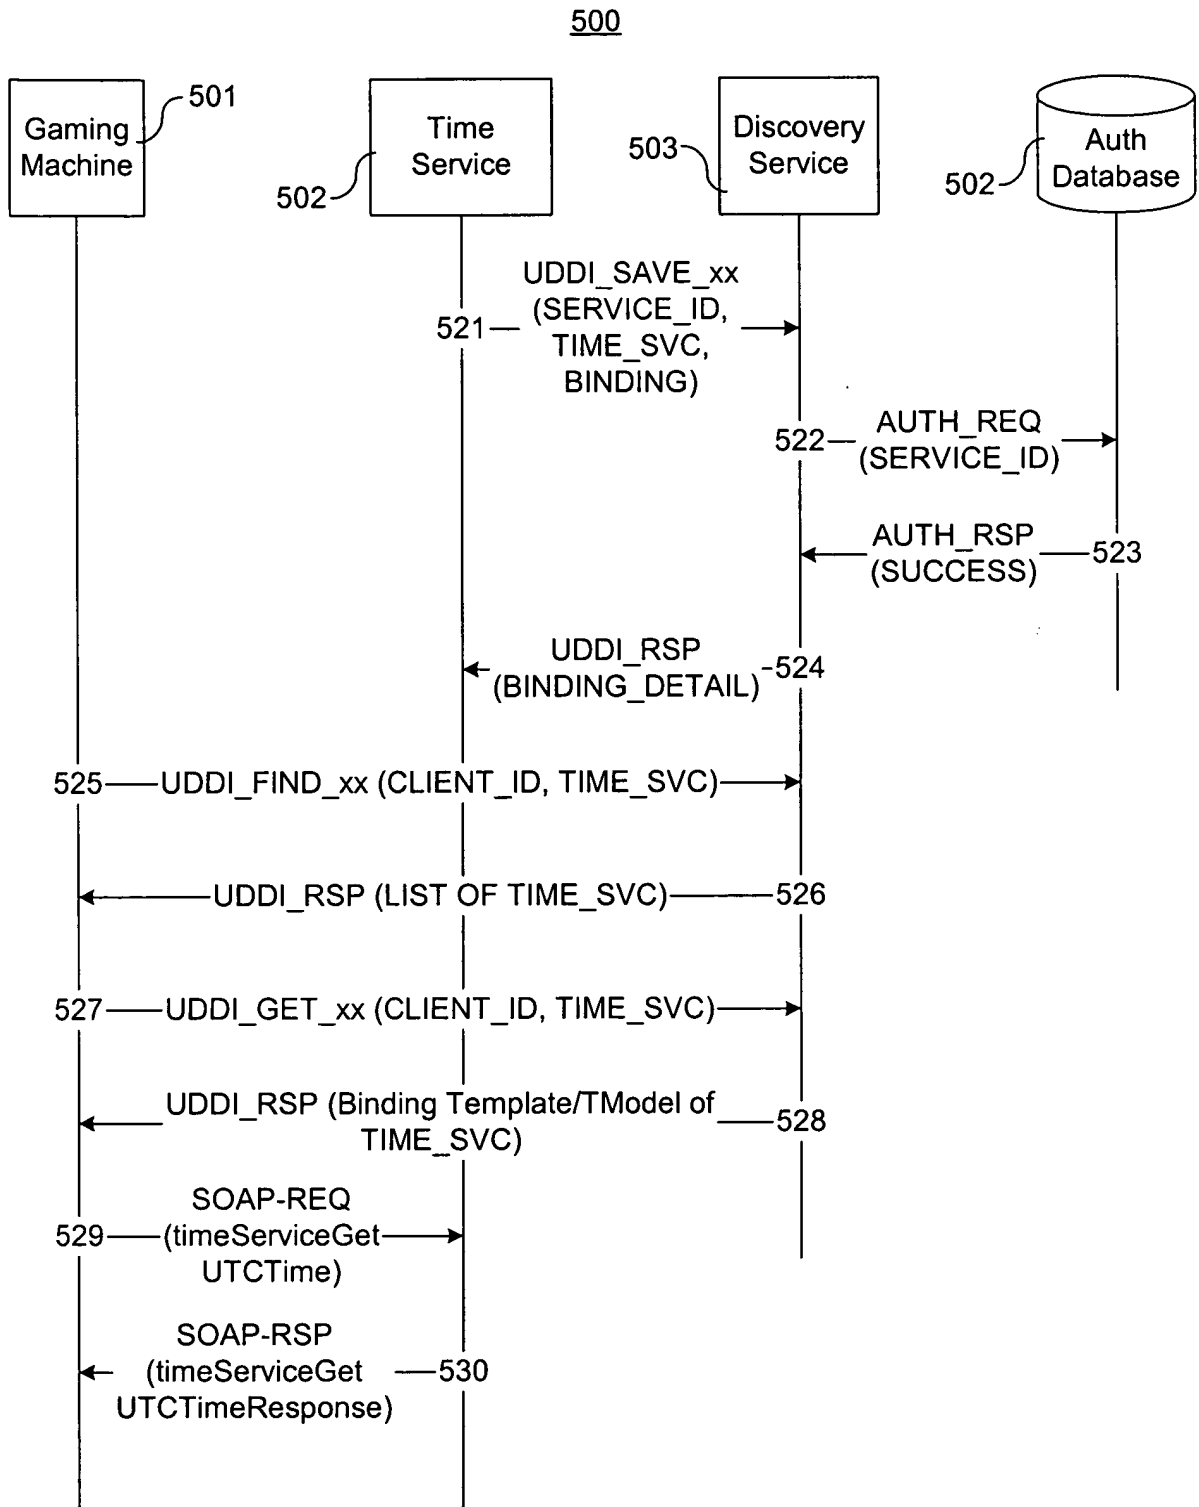 500
Gaming
Machine
501
Time
Service
502
Discovery
Service
503
Auth
Database
502
UDDI_SAVE_xx
(SERVICE_ID,
TIME_SVC,
BINDING)
521
522
AUTH_REQ
(SERVICE_ID)
AUTH_RSP
(SUCCESS)
523
UDDI_RSP
(BINDING_DETAIL)
524
525
UDDI_FIND_xx (CLIENT_ID, TIME_SVC)
UDDI_RSP (LIST OF TIME_SVC)
526
527
UDDI_GET_xx (CLIENT_ID, TIME_SVC)
UDDI_RSP (Binding Template/TModel of
TIME_SVC)
528
529
SOAP-REQ
(timeServiceGet
UTCTime)
SOAP-RSP
(timeServiceGet
UTCTimeResponse)
530